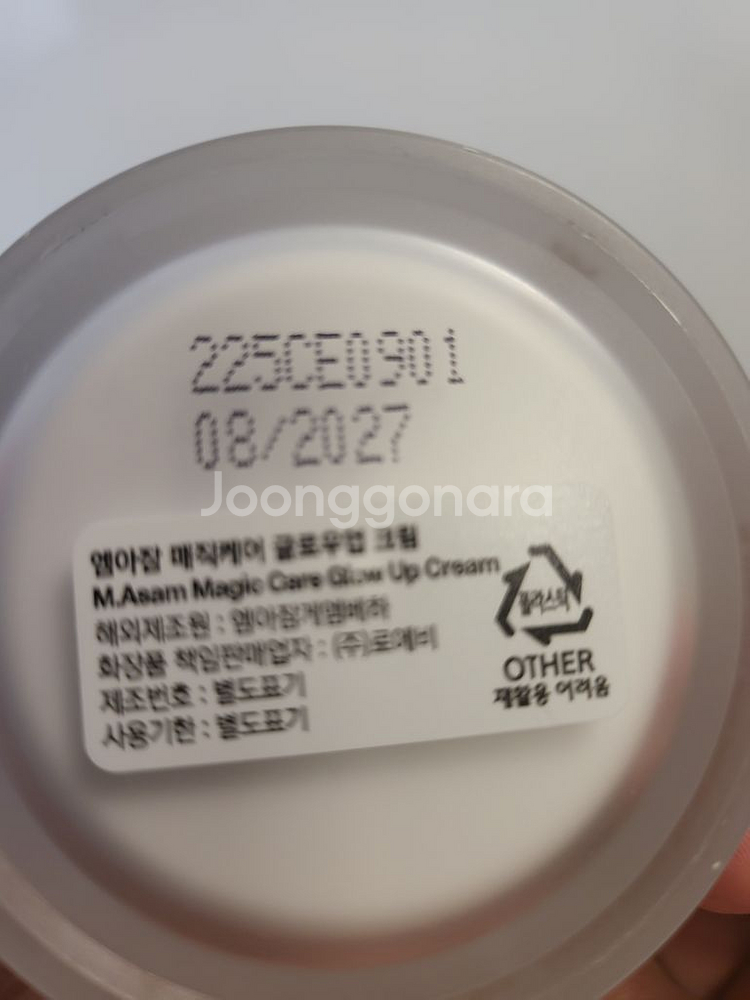 225CE0901
08/2027
Joonggonara
엠아잠 매직케어 글로우업 크림
M.Asam Magic Care Glow Up Cream
해외제조원 : 엠아잠게엠베하
화장품 책임판매업자 : (주)로에비
제조번호 : 별도표기
사용기한 : 별도표기
플라스틱
OTHER
재활용 어려움